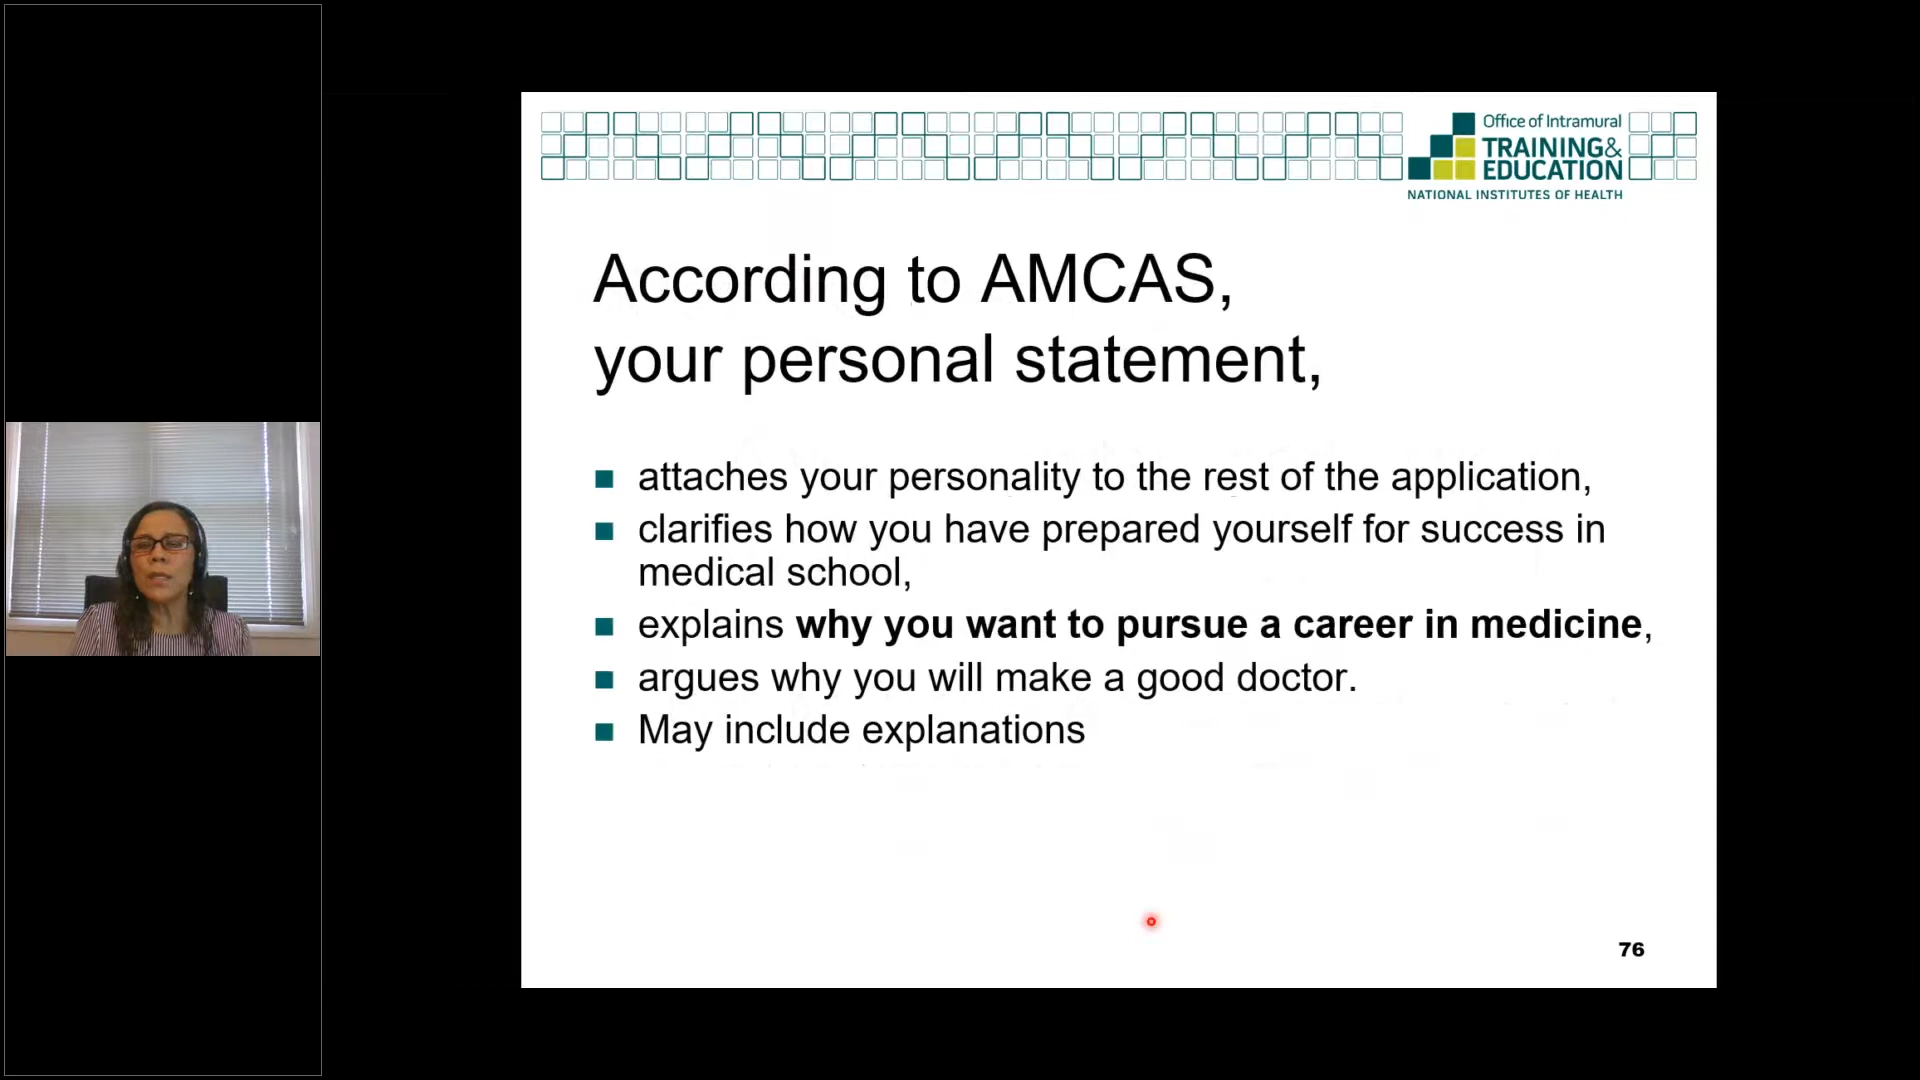 Office of Intramural
TRAINING&
EDUCATION
NATIONAL INSTITUTES OF HEALTH
According to AMCAS,
your personal statement,
attaches your personality to the rest of the application,
clarifies how you have prepared yourself for success in
medical school,
explains why you want to pursue a career in medicine,
argues why you will make a good doctor.
May include explanations
76